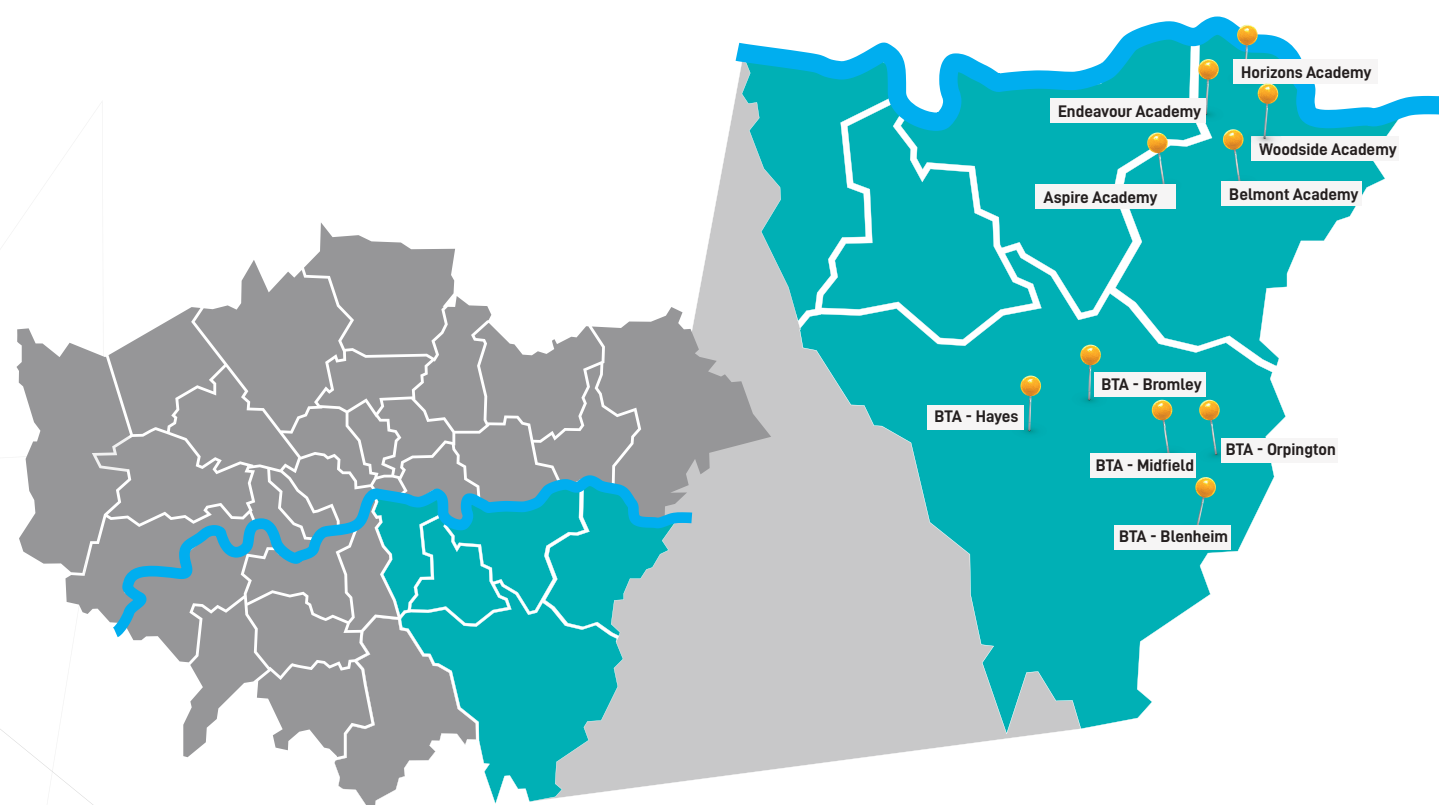 Horizons Academy
Endeavour Academy
Woodside Academy
Aspire Academy
Belmont Academy
BTA - Bromley
BTA - Hayes
BTA - Orpington
BTA - Midfield
BTA - Blenheim